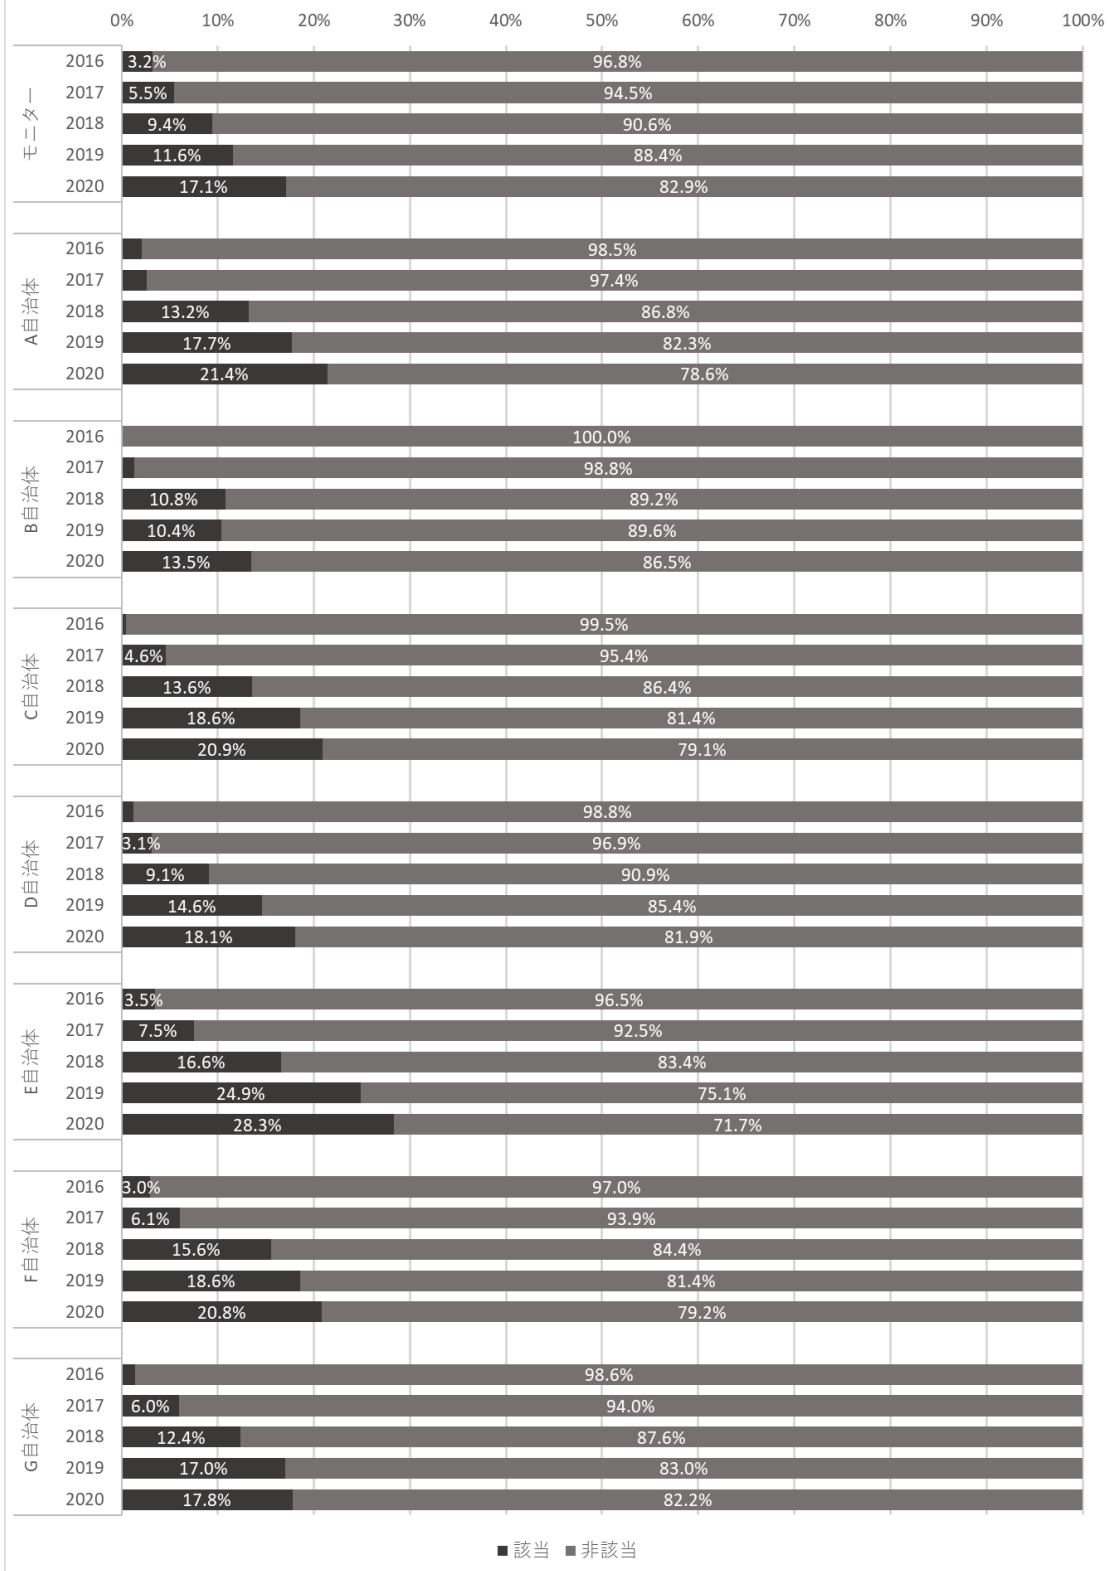 0% 10% 20% 30% 40% 50% 60% 70% 80% 90% 100%
モニター
2016 3.2% 96.8%
2017 5.5% 94.5%
2018 9.4% 90.6%
2019 11.6% 88.4%
2020 17.1% 82.9%
A自治体
2016 98.5%
2017 97.4%
2018 13.2% 86.8%
2019 17.7% 82.3%
2020 21.4% 78.6%
B自治体
2016 100.0%
2017 98.8%
2018 10.8% 89.2%
2019 10.4% 89.6%
2020 13.5% 86.5%
C自治体
2016 99.5%
2017 4.6% 95.4%
2018 13.6% 86.4%
2019 18.6% 81.4%
2020 20.9% 79.1%
D自治体
2016 98.8%
2017 3.1% 96.9%
2018 9.1% 90.9%
2019 14.6% 85.4%
2020 18.1% 81.9%
E自治体
2016 3.5% 96.5%
2017 7.5% 92.5%
2018 16.6% 83.4%
2019 24.9% 75.1%
2020 28.3% 71.7%
F自治体
2016 3.0% 97.0%
2017 6.1% 93.9%
2018 15.6% 84.4%
2019 18.6% 81.4%
2020 20.8% 79.2%
G自治体
2016 98.6%
2017 6.0% 94.0%
2018 12.4% 87.6%
2019 17.0% 83.0%
2020 17.8% 82.2%
該当 非該当